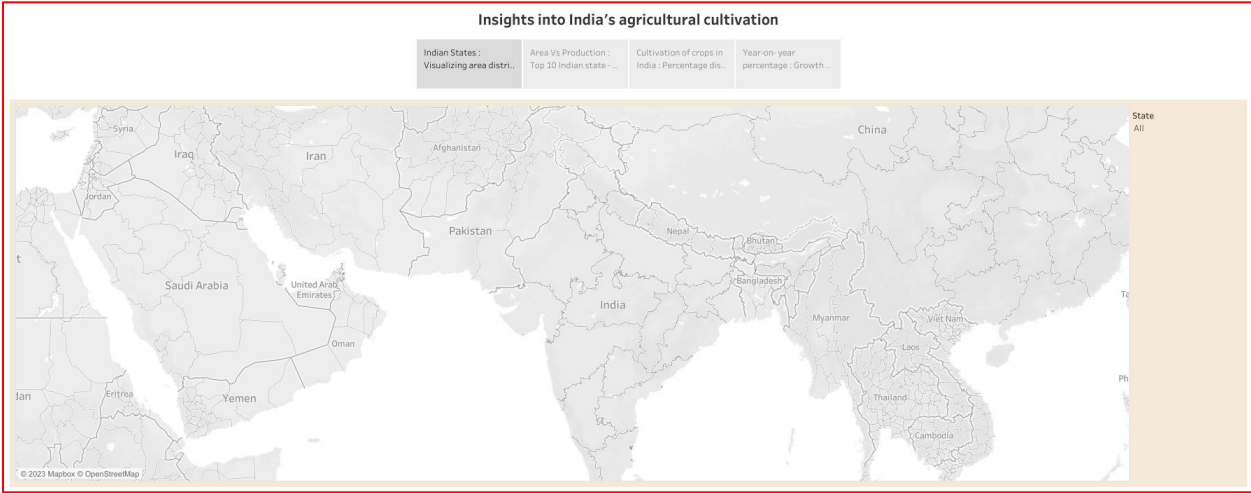 Insights into India's agricultural cultivation
Indian States :
Visualizing area distri..
Area Vs Production :
Top 10 Indian state - ..
Cultivation of crops in
India : Percentage dis..
Year-on- year
percentage : Growth ..
State
All
China
Syria
Iraq
Iran
Afghanistan
Jordan
Pakistan
Nepal
Bhutan
t
Saudi Arabia
United Arab
Emirates
Bangladesh
India
Ta
Myanmar
Viet Nam
Oman
Laos
Ph
lan
Eritrea
Yemen
Thailand
Cambodia
© 2023 Mapbox © OpenStreetMap